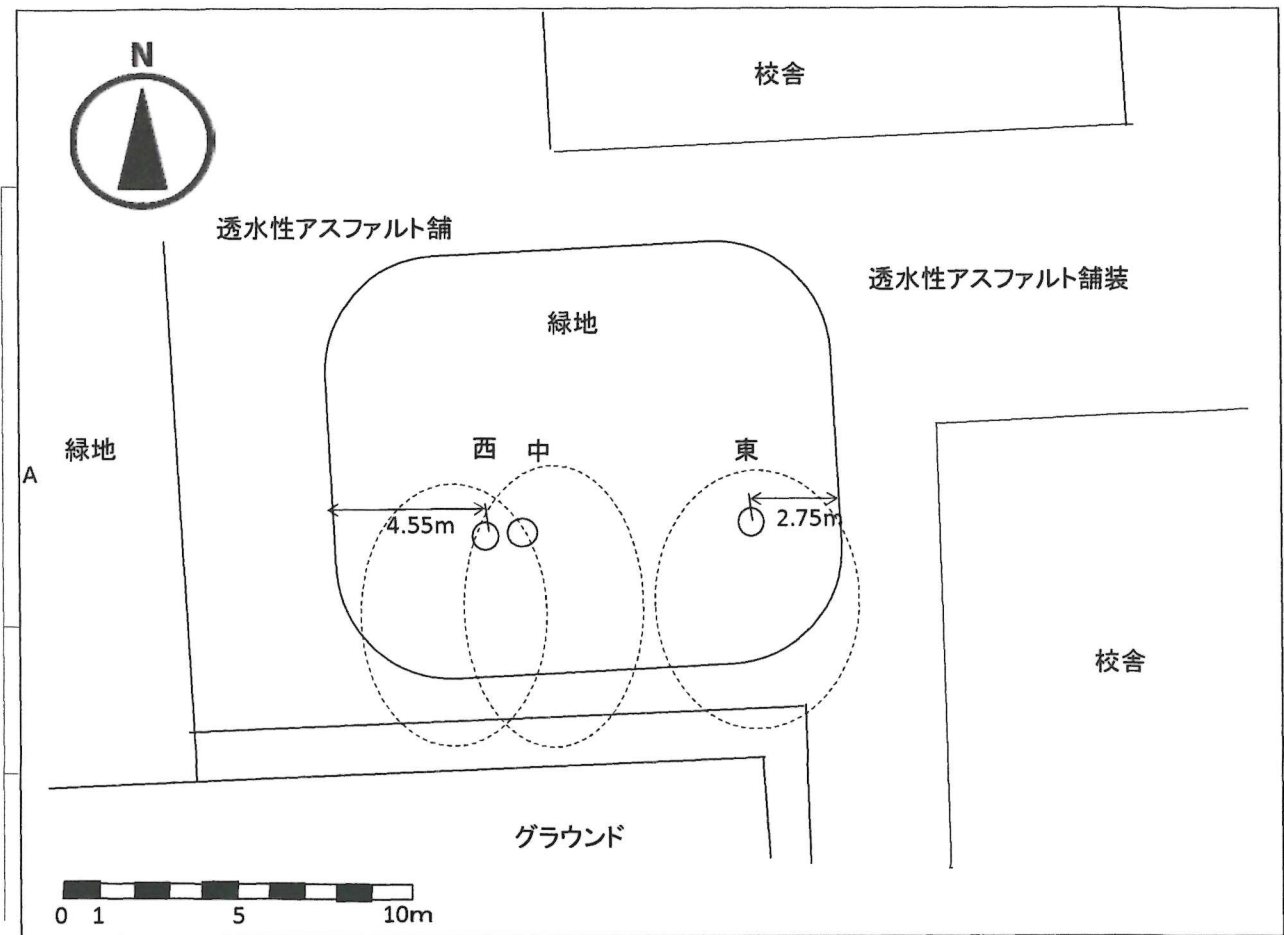 N
校舎
透水性アスファルト舗
透水性アスファルト舗装
緑地
緑地
西 中 東
A
4.55m
2.75m
校舎
グラウンド
0 1 5 10m